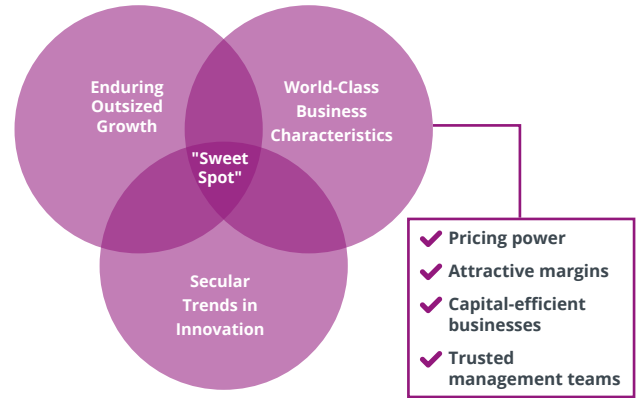 Enduring
Outsized
Growth
World-Class
Business
Characteristics
"Sweet
Spot"
Secular
Trends in
Innovation
Pricing power
Attractive margins
Capital-efficient
businesses
Trusted
management teams